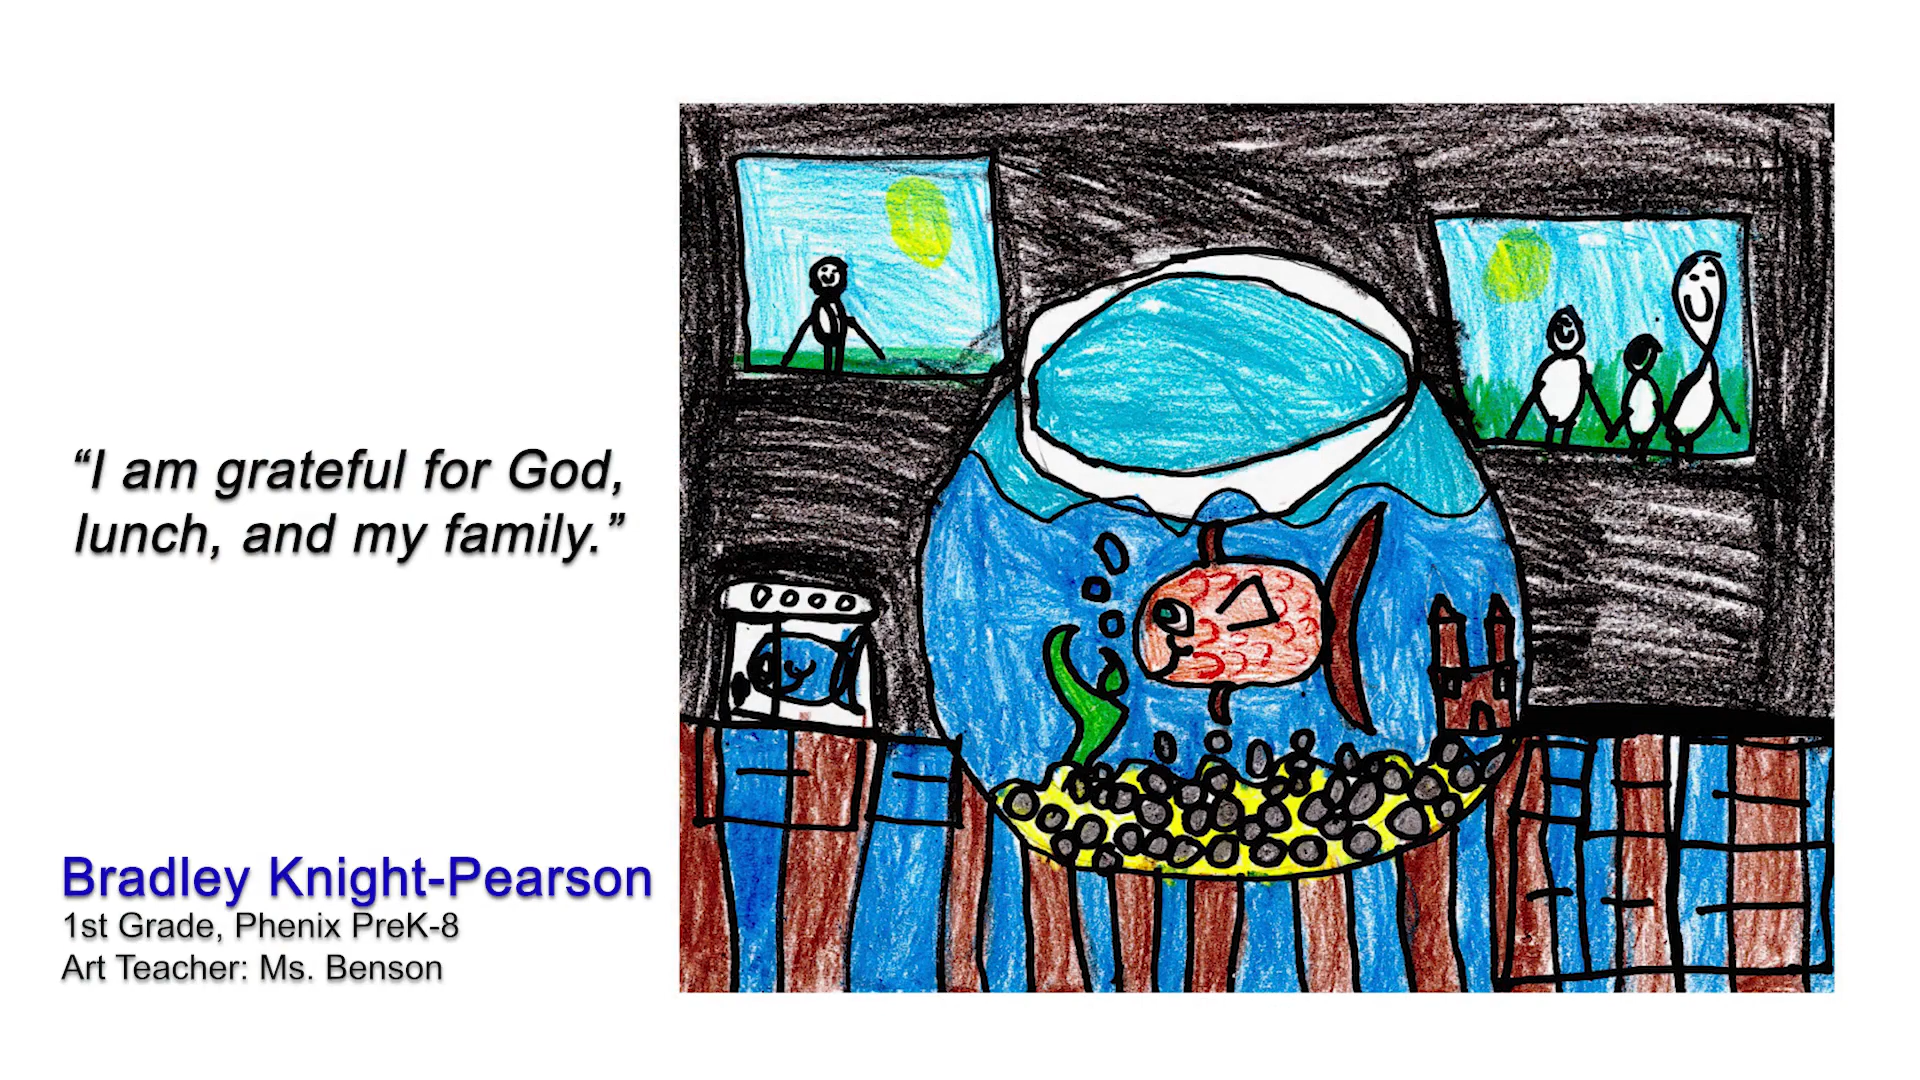 “I am grateful for God,
lunch, and my family.”
Bradley Knight-Pearson
1st Grade, Phenix PreK-8
Art Teacher: Ms. Benson